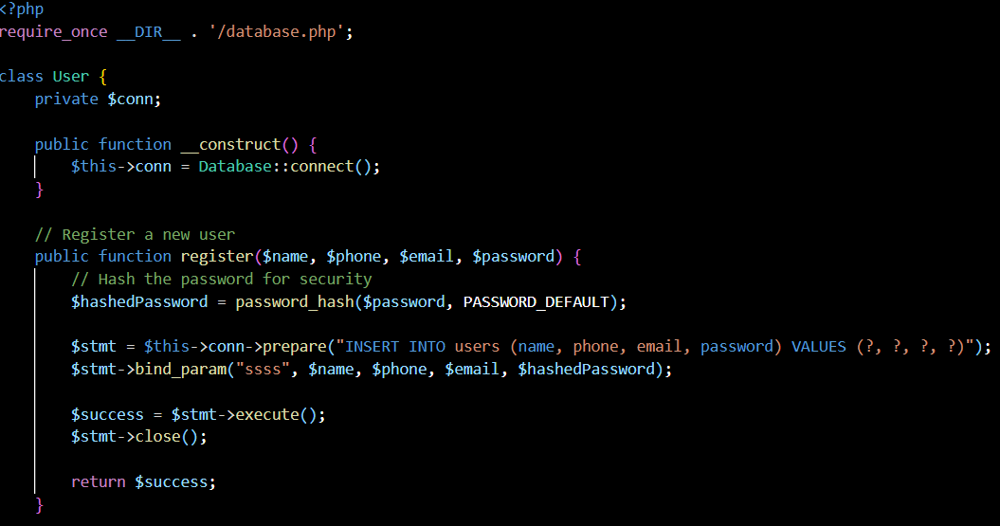 <?php
require_once __DIR__ . '/database.php';
class User {
private $conn;
public function __construct() {
$this->conn = Database::connect();
}
// Register a new user
public function register($name, $phone, $email, $password) {
// Hash the password for security
$hashedPassword = password_hash($password, PASSWORD_DEFAULT);
$stmt = $this->conn->prepare("INSERT INTO users (name, phone, email, password) VALUES (?, ?, ?, ?)");
$stmt->bind_param("ssss", $name, $phone, $email, $hashedPassword);
$success = $stmt->execute();
$stmt->close();
return $success;
}